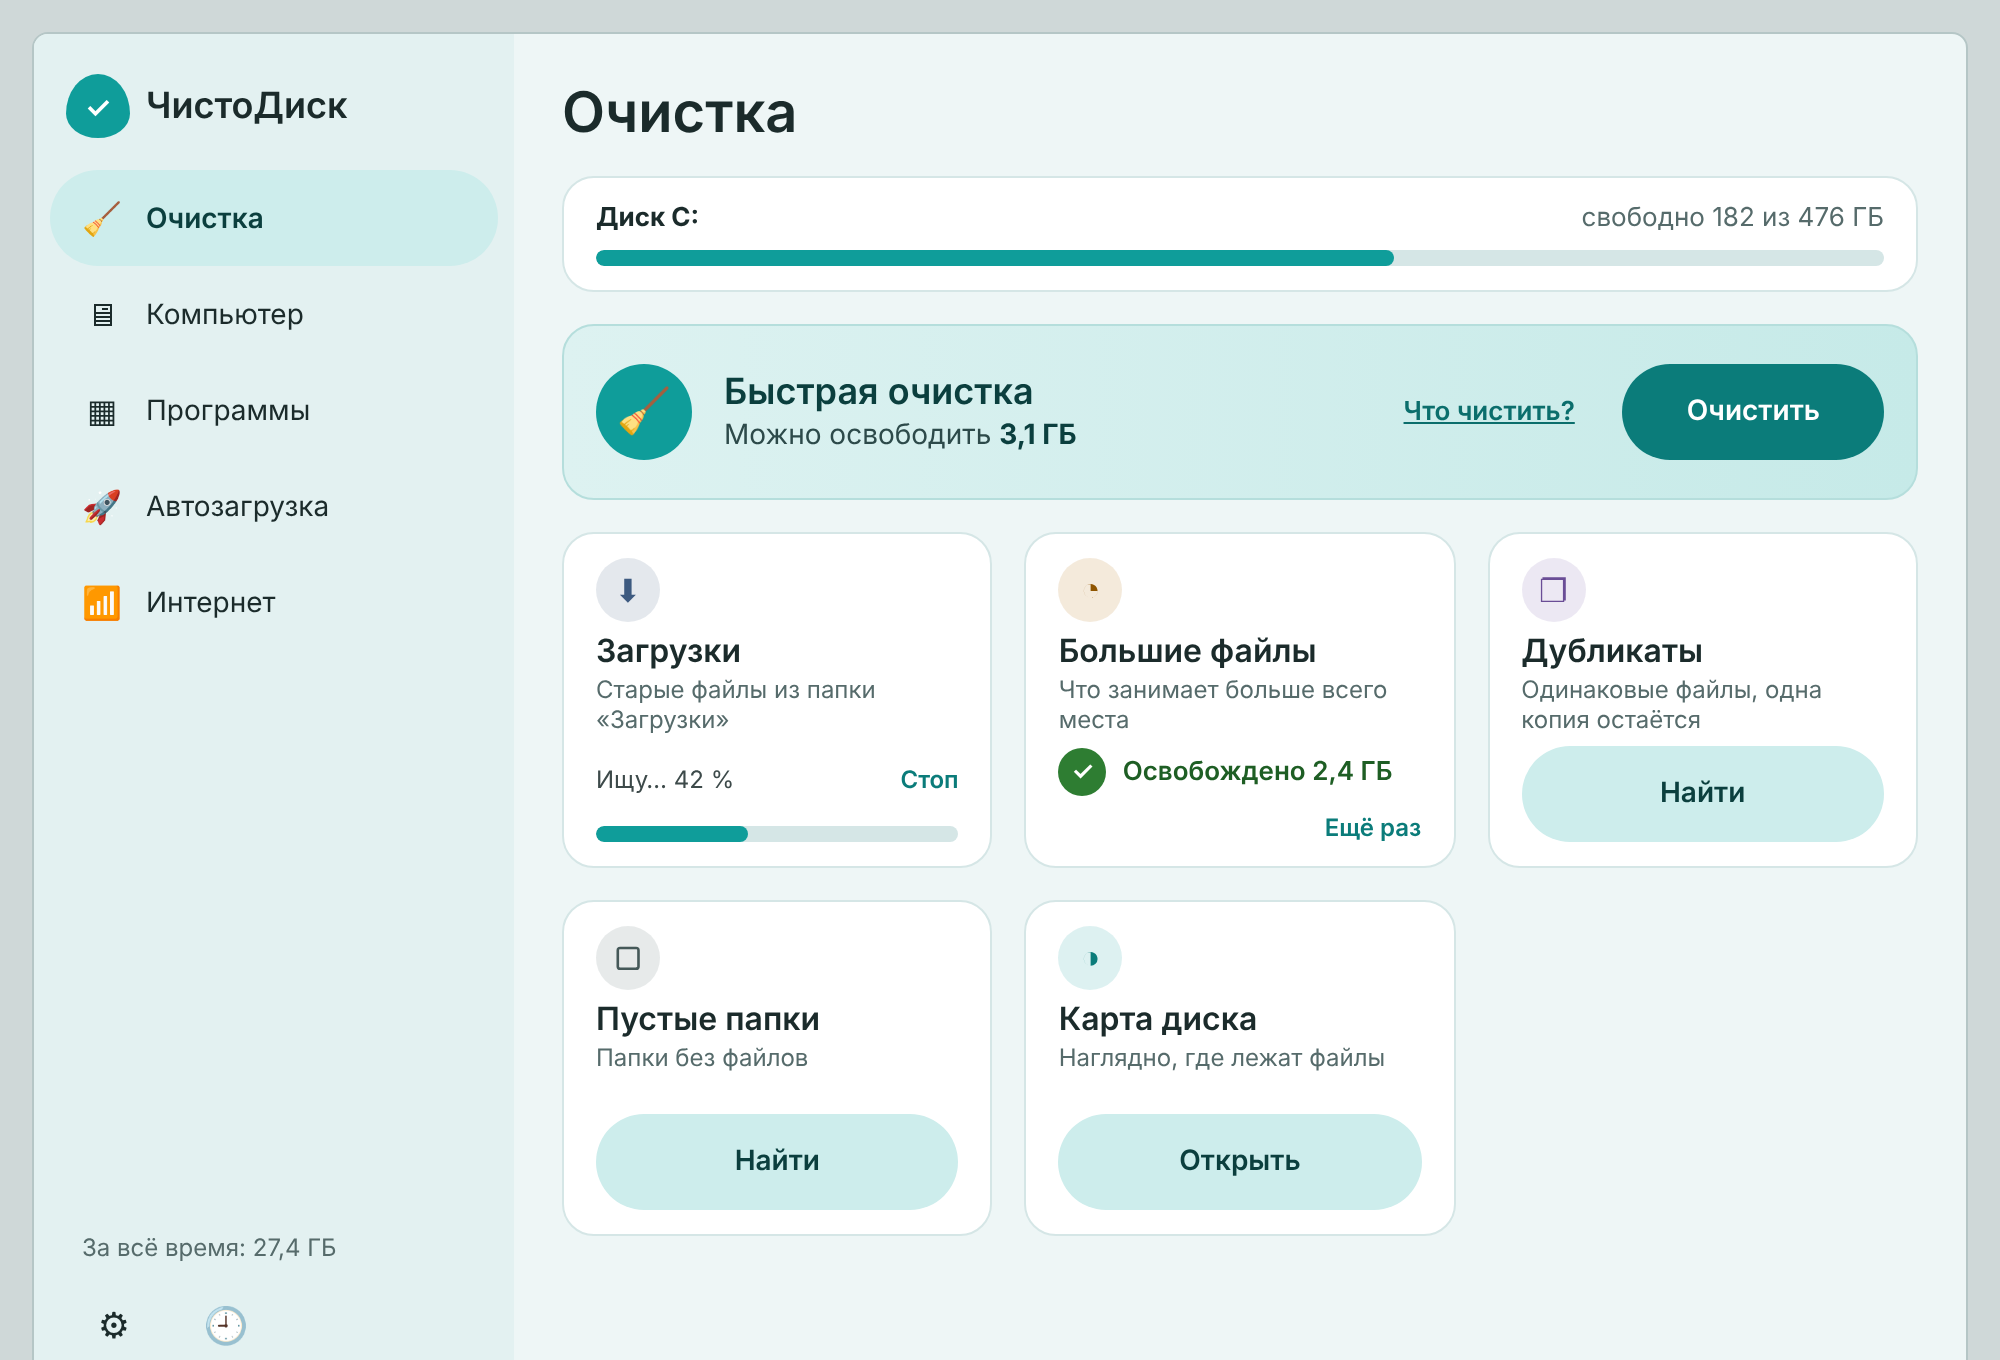 ЧистоДиск
Очистка
Компьютер
Программы
Автозагрузка
Интернет
За всё время: 27,4 ГБ
Очистка
Диск C:
свободно 182 из 476 ГБ
Быстрая очистка
Можно освободить 3,1 ГБ
Что чистить?
Очистить
Загрузки
Старые файлы из папки
«Загрузки»
Ищу... 42 %
Стоп
Большие файлы
Что занимает больше всего
места
Освобождено 2,4 ГБ
Ещё раз
Дубликаты
Одинаковые файлы, одна
копия остаётся
Найти
Пустые папки
Папки без файлов
Найти
Карта диска
Наглядно, где лежат файлы
Открыть